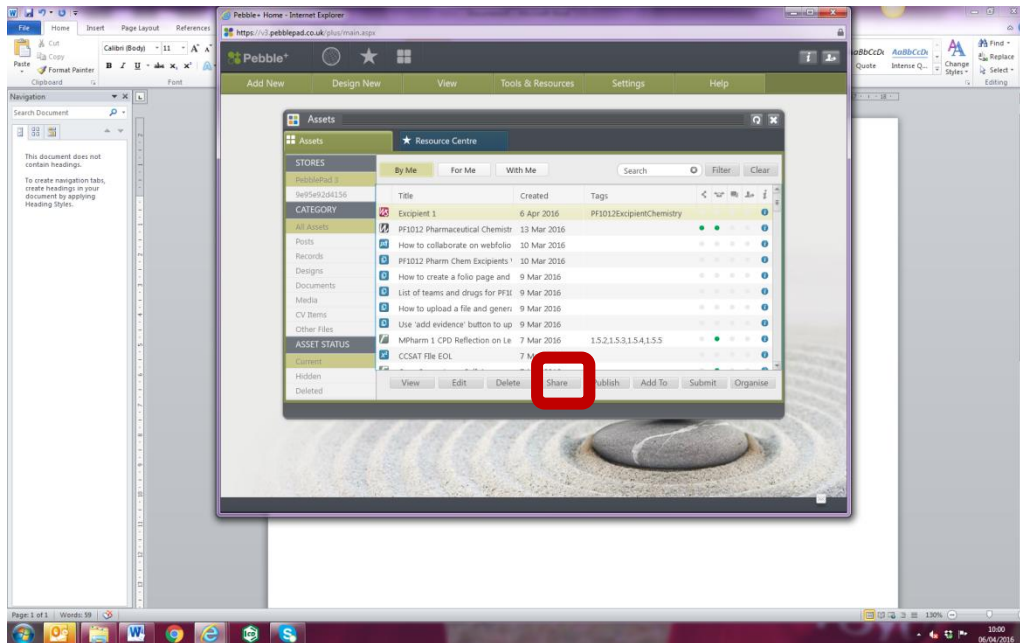 Pebble+ Home - Internet Explorer
https://v3.pebblepad.co.uk/plus/main.aspx
File Home Insert Page Layout References
Cut
Copy
Format Painter
Paste
Clipboard
Calibri (Body) 11
Font
AaBbCcDc AaBbCcDc
Quote Intense Q...
Change Styles
Find
Replace
Select
Editing
Navigation
Search Document
This document does not
contain headings.
To create navigation tabs,
create headings in your
document by applying
Heading Styles.
Pebble+
Add New Design New View Tools & Resources Settings Help
Assets
Assets Resource Centre
STORES
PebblePad 3
9e95e92d4156
CATEGORY
All Assets
Posts
Records
Designs
Documents
Media
CV Items
Other Files
ASSET STATUS
Current
Hidden
Deleted
By Me For Me With Me Search Filter Clear
Title Created Tags
Excipient 1 6 Apr 2016 PF1012ExcipientChemistry
PF1012 Pharmaceutical Chemistr 13 Mar 2016
How to collaborate on webfolio 10 Mar 2016
PF1012 Pharm Chem Excipients 10 Mar 2016
How to create a folio page and 9 Mar 2016
List of teams and drugs for PF1( 9 Mar 2016
How to upload a file and genera 9 Mar 2016
Use 'add evidence' button to up 9 Mar 2016
MPharm 1 CPD Reflection on Le 7 Mar 2016 1.5.2,1.5.3,1.5.4,1.5.5
CCSAT FIle EOL 7 M
View Edit Delete Share Publish Add To Submit Organise
Page: 1 of 1 Words: 59
130%
10:00
06/04/2016